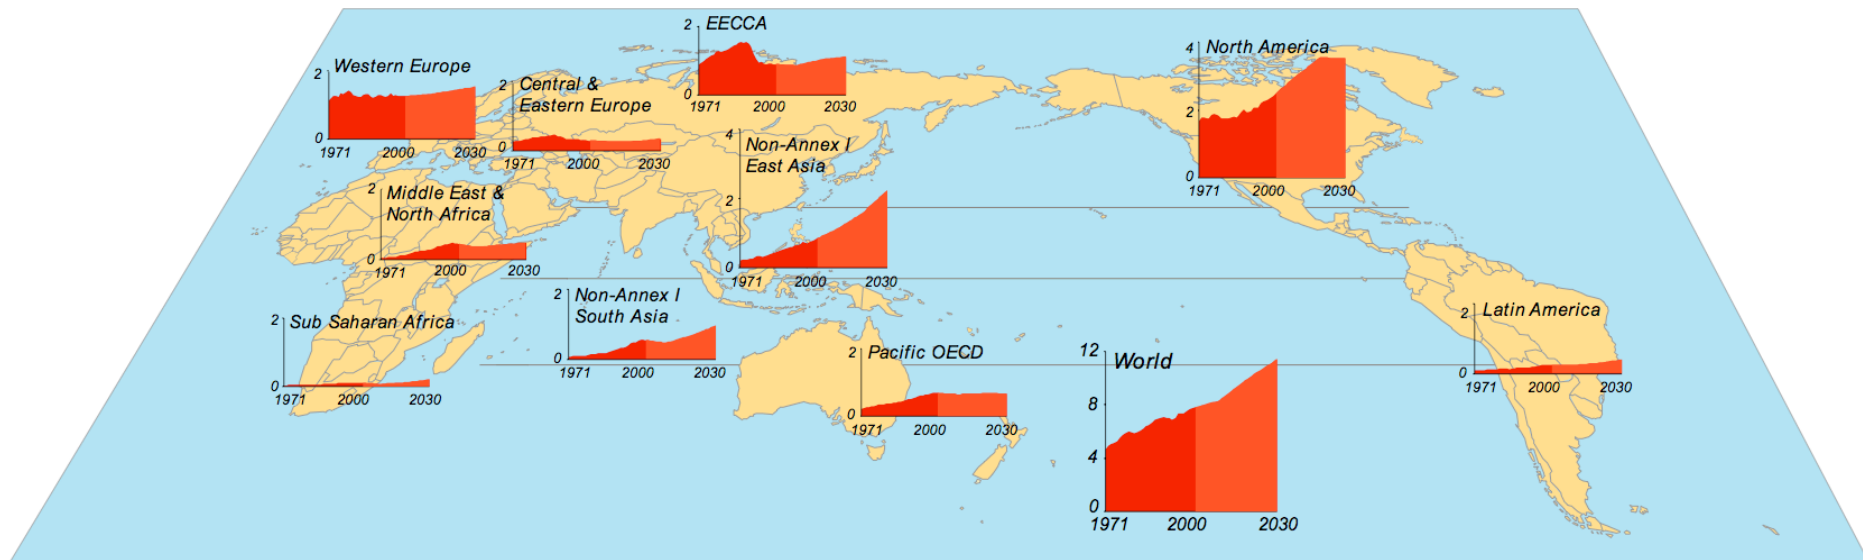 2
EECCA
0
1971 2000 2030
4
North America
2
0
1971 2000 2030
2
Western Europe
0
1971 2000 2030
2
Central &
Eastern Europe
0
1971 2000 2030
4
Non-Annex I
East Asia
2
0
1971 2000 2030
2
Middle East &
North Africa
0
1971 2000 2030
2
Non-Annex I
South Asia
0
1971 2000 2030
2
Sub Saharan Africa
0
1971 2000 2030
2
Pacific OECD
0
1971 2000 2030
12
World
8
4
0
1971 2000 2030
2
Latin America
0
1971 2000 2030